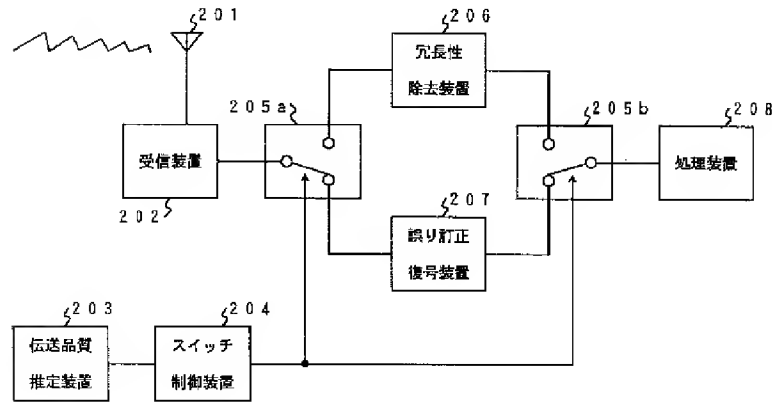 201
206
冗長性
除去装置
205a
205b
208
受信装置
処理装置
202
207
誤り訂正
復号装置
203
204
伝送品質
推定装置
スイッチ
制御装置